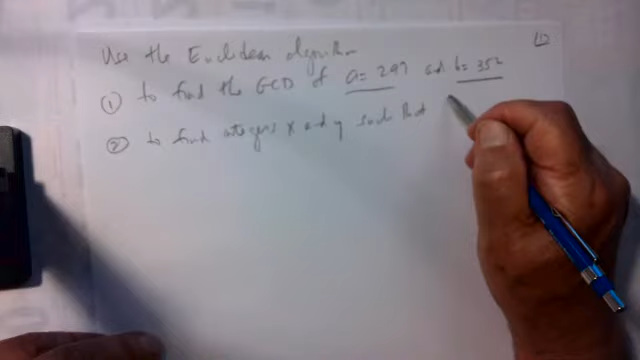 Use the Euclidean algorithm
① to find the GCD of a = 297 and b = 352
② to find integers x and y such that